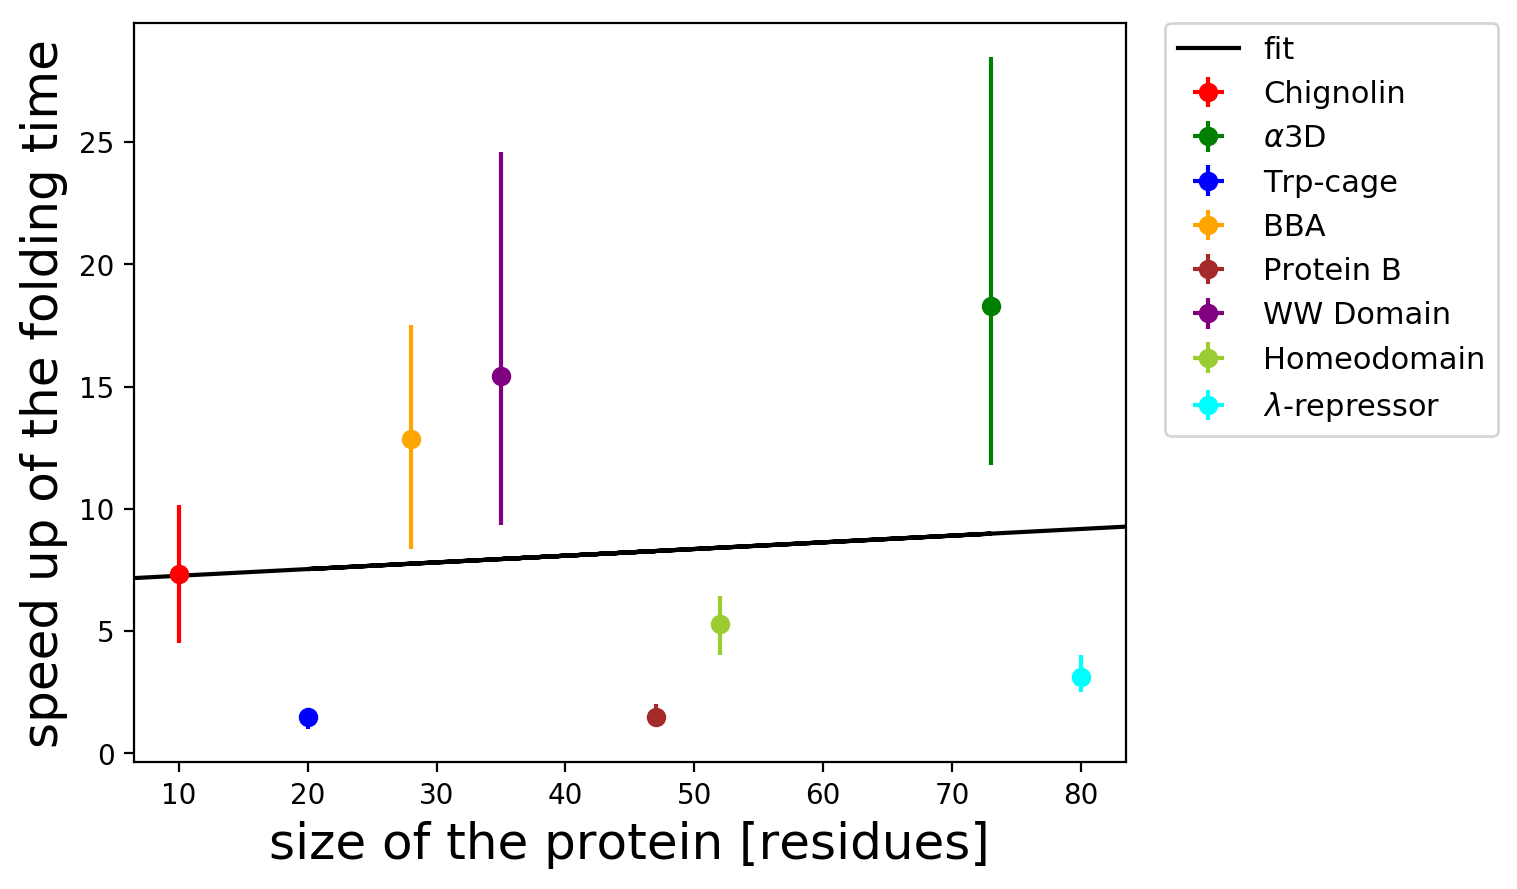 speed up of the folding time
25
20
15
10
5
0
10 20 30 40 50 60 70 80
size of the protein [residues]
fit
Chignolin
α3D
Trp-cage
BBA
Protein B
WW Domain
Homeodomain
λ-repressor